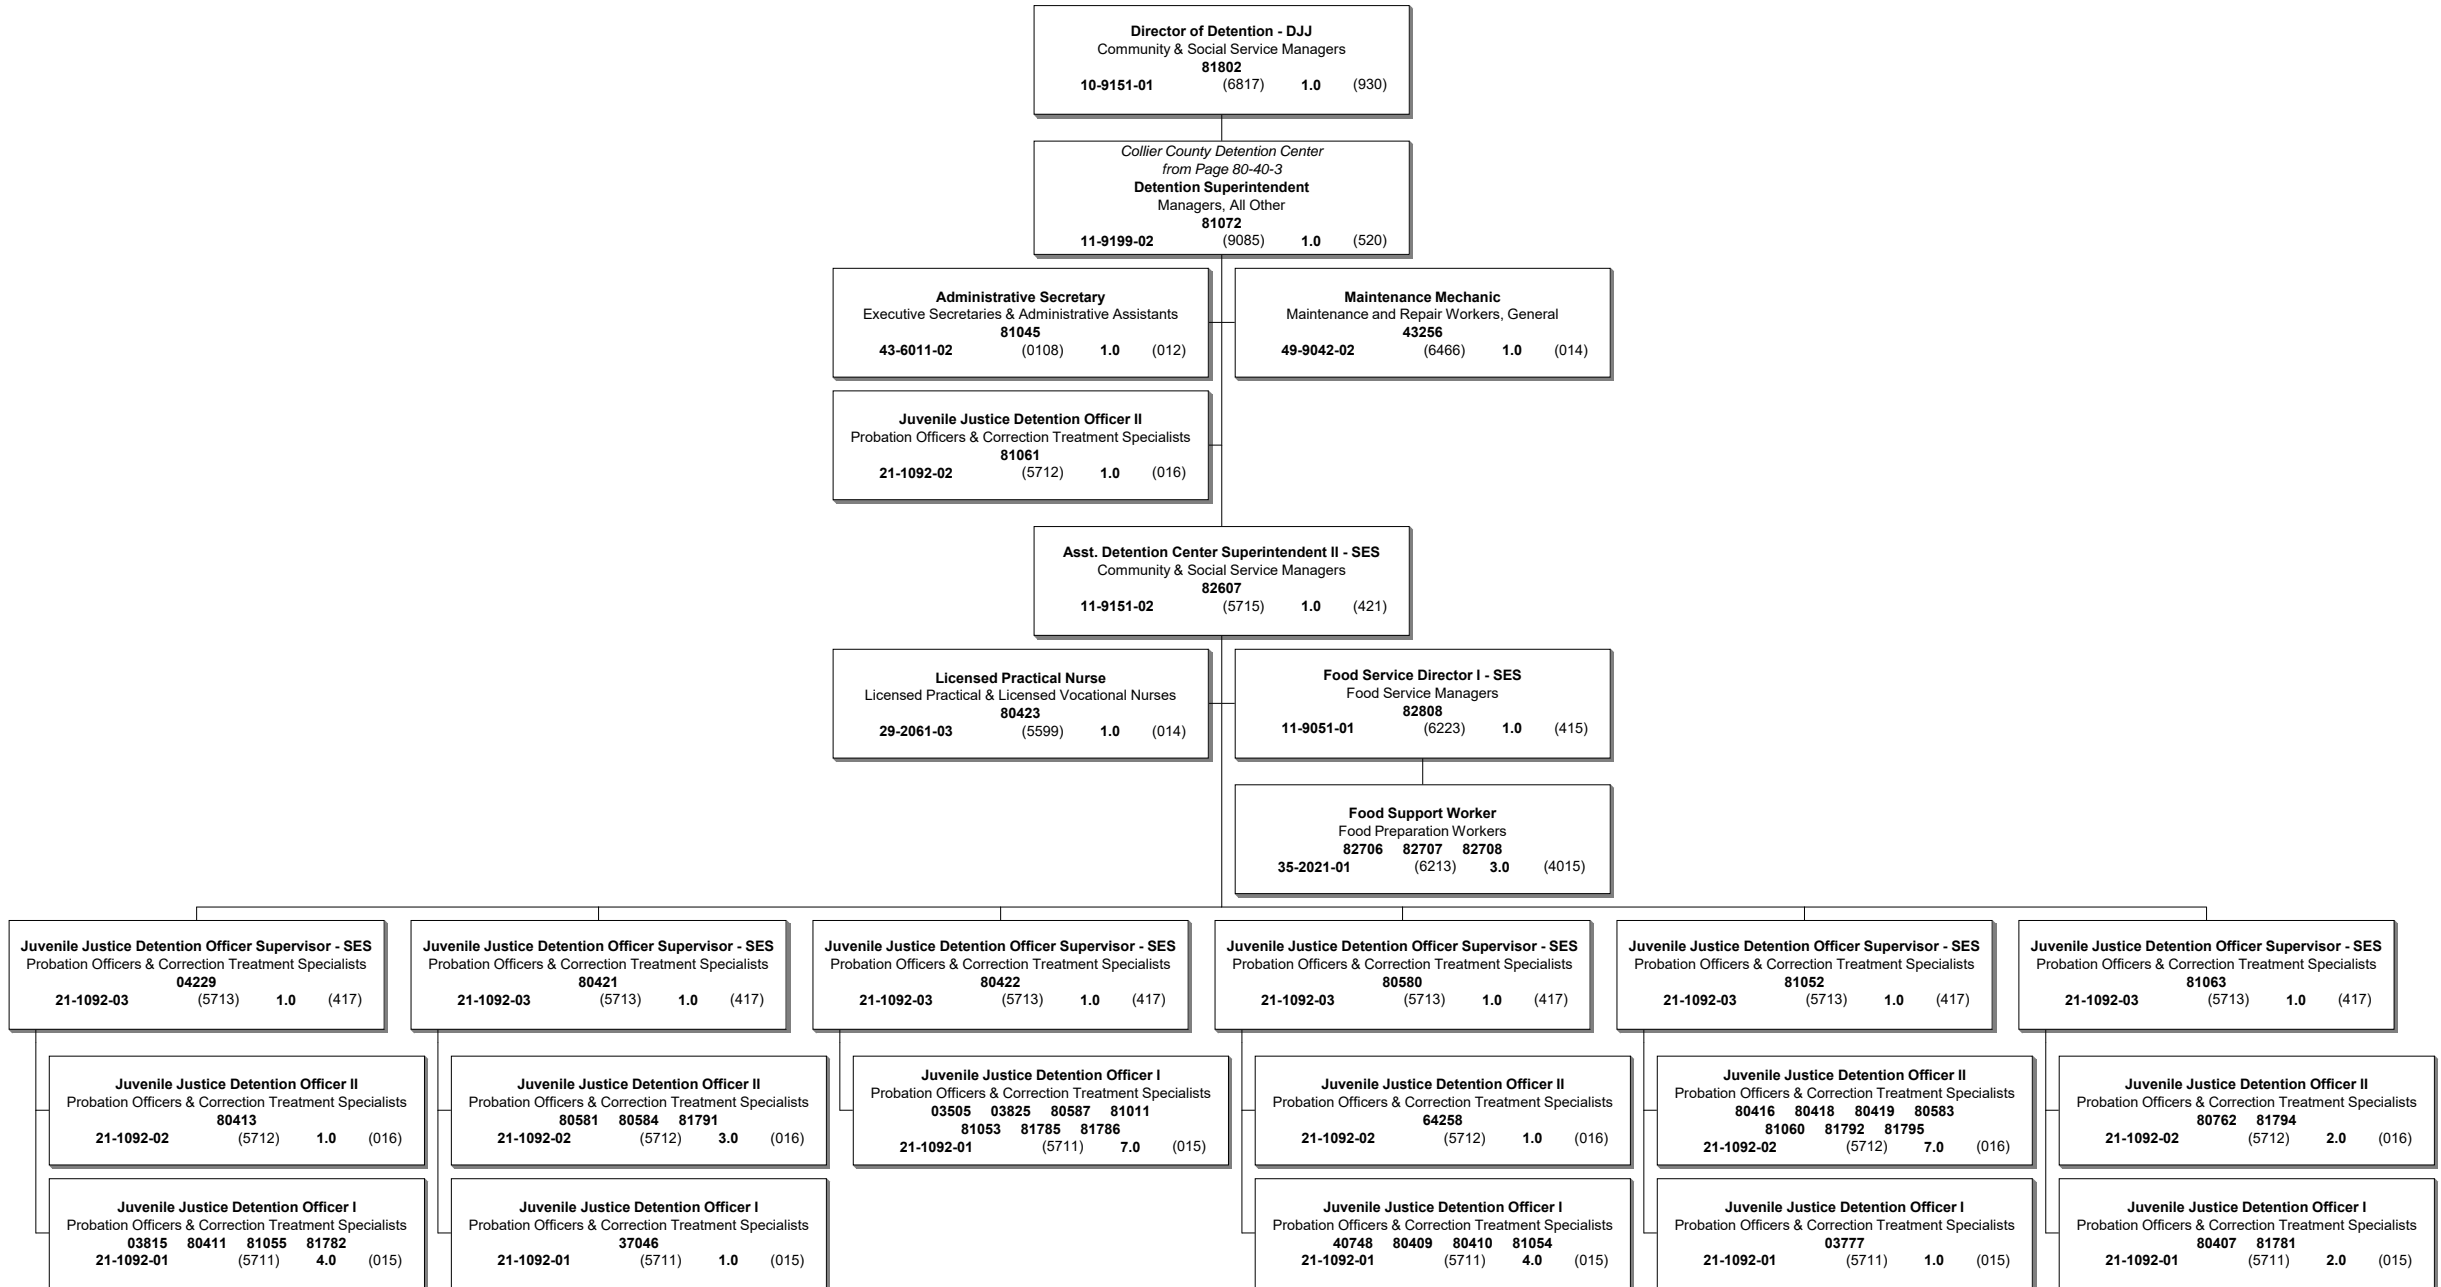 Director of Detention - DJJ
Community & Social Service Managers
81802
10-9151-01 (6817) 1.0 (930)
Collier County Detention Center
from Page 80-40-3
Detention Superintendent
Managers, All Other
81072
11-9199-02 (9085) 1.0 (520)
Administrative Secretary
Executive Secretaries & Administrative Assistants
81045
43-6011-02 (0108) 1.0 (012)
Maintenance Mechanic
Maintenance and Repair Workers, General
43256
49-9042-02 (6466) 1.0 (014)
Juvenile Justice Detention Officer II
Probation Officers & Correction Treatment Specialists
81061
21-1092-02 (5712) 1.0 (016)
Asst. Detention Center Superintendent II - SES
Community & Social Service Managers
82607
11-9151-02 (5715) 1.0 (421)
Licensed Practical Nurse
Licensed Practical & Licensed Vocational Nurses
80423
29-2061-03 (5599) 1.0 (014)
Food Service Director I - SES
Food Service Managers
82808
11-9051-01 (6223) 1.0 (415)
Food Support Worker
Food Preparation Workers
82706 82707 82708
35-2021-01 (6213) 3.0 (4015)
Juvenile Justice Detention Officer Supervisor - SES
Probation Officers & Correction Treatment Specialists
04229
21-1092-03 (5713) 1.0 (417)
Juvenile Justice Detention Officer II
Probation Officers & Correction Treatment Specialists
80413
21-1092-02 (5712) 1.0 (016)
Juvenile Justice Detention Officer I
Probation Officers & Correction Treatment Specialists
03815 80411 81055 81782
21-1092-01 (5711) 4.0 (015)
Juvenile Justice Detention Officer Supervisor - SES
Probation Officers & Correction Treatment Specialists
80421
21-1092-03 (5713) 1.0 (417)
Juvenile Justice Detention Officer II
Probation Officers & Correction Treatment Specialists
80581 80584 81791
21-1092-02 (5712) 3.0 (016)
Juvenile Justice Detention Officer I
Probation Officers & Correction Treatment Specialists
37046
21-1092-01 (5711) 1.0 (015)
Juvenile Justice Detention Officer Supervisor - SES
Probation Officers & Correction Treatment Specialists
80422
21-1092-03 (5713) 1.0 (417)
Juvenile Justice Detention Officer I
Probation Officers & Correction Treatment Specialists
03505 03825 80587 81011
81053 81785 81786
21-1092-01 (5711) 7.0 (015)
Juvenile Justice Detention Officer Supervisor - SES
Probation Officers & Correction Treatment Specialists
80580
21-1092-03 (5713) 1.0 (417)
Juvenile Justice Detention Officer II
Probation Officers & Correction Treatment Specialists
64258
21-1092-02 (5712) 1.0 (016)
Juvenile Justice Detention Officer I
Probation Officers & Correction Treatment Specialists
40748 80409 80410 81054
21-1092-01 (5711) 4.0 (015)
Juvenile Justice Detention Officer Supervisor - SES
Probation Officers & Correction Treatment Specialists
81052
21-1092-03 (5713) 1.0 (417)
Juvenile Justice Detention Officer II
Probation Officers & Correction Treatment Specialists
80416 80418 80419 80583
81060 81792 81795
21-1092-02 (5712) 7.0 (016)
Juvenile Justice Detention Officer I
Probation Officers & Correction Treatment Specialists
03777
21-1092-01 (5711) 1.0 (015)
Juvenile Justice Detention Officer Supervisor - SES
Probation Officers & Correction Treatment Specialists
81063
21-1092-03 (5713) 1.0 (417)
Juvenile Justice Detention Officer II
Probation Officers & Correction Treatment Specialists
80762 81794
21-1092-02 (5712) 2.0 (016)
Juvenile Justice Detention Officer I
Probation Officers & Correction Treatment Specialists
80407 81781
21-1092-01 (5711) 2.0 (015)